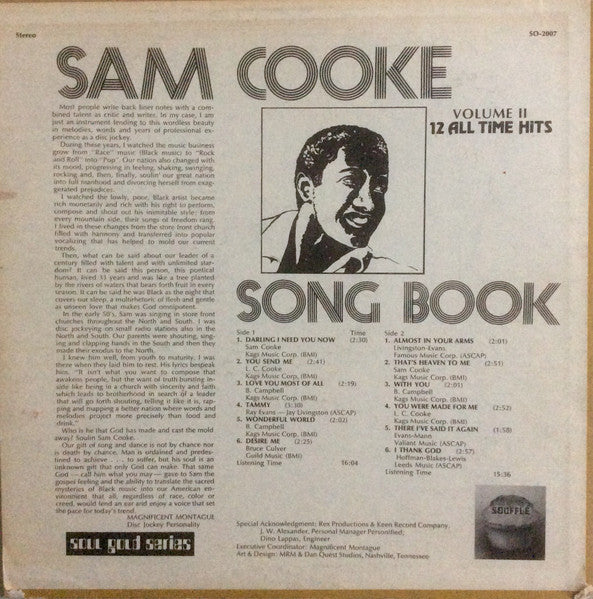 Stereo
SO-2007
SAM COOKE
VOLUME II
12 ALL TIME HITS
SONG BOOK
Most people write back liner notes with a com-
bined talent as critic and writer. In my case, I am
just an instrument lending to this wordless beauty
in melodies, words and years of professional exp-
erience as a disc jockey.
During these years, I watched the music business
grow from "Race" music (Black music) to "Rock
and Roll" into "Pop". Our nation also changed with
its mood, progressing in feeling, shaking, swinging,
rocking and, then, finally, soulin' our great nation
into full manhood and divorcing herself from exag-
gerated prejudices.
I watched the lowly, poor, Black artist became
rich monetarily and rich with his right to perform,
compose and shout out his inimitable style; from
every mountain side, their songs of freedom rang.
I lived in these changes from the store front church
filled with harmony and transferred into popular
vocalizing that has helped to mold our current
trends.
Then, what can be said about our leader of a
century filled with talent and with unlimited star-
dom? It can be said this person, this poetical
human, lived 33 years and was like a tree planted
by the rivers of waters that bears forth fruit in every
season. It can be said he was Black as the night that
covers our sleep, a multirhetoric of flesh and gentle
as unseen love that makes God omnipotent.
In the early 50's, Sam was singing in store front
churches throughout the North and South. I was
disc jockeying on small radio stations also in the
North and South. Our parents were shouting, sing-
ing and clapping hands in the South and then they
made their exodus to the North.
I knew him well, from youth to maturity. I was
there when they laid him to rest. His lyrics bespeak
him. "It isn't what you want to compose that
awakens people, but the want of truth bursting in-
side like being in a church with sincerity and faith
which leads to brotherhood in search of a leader
that will go forth shouting, telling it like it is, rap-
ping and mapping a better nation where words and
melodies project more precisely than food and
drink."
Who is he that God has made and cast the mold
away? Soulin Sam Cooke.
Our gift of song and dance is not by chance nor
is death by chance. Man is ordained and predes-
tined to achieve . . . . to suffer, but his soul is an
unknown gift that only God can make. That same
God — call him what you may — gave to Sam the
gospel feeling and the ability to translate the sacred
mysteries of Black music into our American en-
vironment that all, regardless of race, color or
creed, would lend an ear and enjoy a voice that set
the pace for today's trend.
MAGNIFICENT MONTAGUE
Disc Jockey Personality
soul gold series
Side 1 Time
1. DARLING I NEED YOU NOW (2:30)
Sam Cooke
Kags Music Corp. (BMI)
2. YOU SEND ME (2:41)
L. C. Cooke
Kags Music Corp. (BMI)
3. LOVE YOU MOST OF ALL (2:19)
B. Campbell
Kags Music Corp. (BMI)
4. TAMMY (3:30)
Ray Evans — Jay Livingston (ASCAP)
5. WONDERFUL WORLD (2:02)
B. Campbell
Kags Music Corp. (BMI)
6. DESIRE ME (2:25)
Bruce Culver
Guild Music (BMI)
Listening Time 16:04
Side 2
1. ALMOST IN YOUR ARMS (2:01)
Livingston-Evans
Famous Music Corp. (ASCAP)
2. THAT'S HEAVEN TO ME (2:51)
Sam Cooke
Kags Music Corp. (BMI)
3. WITH YOU (2:05)
B. Campbell
Kags Music Corp. (BMI)
4. YOU WERE MADE FOR ME (2:52)
L. C. Cooke
Kags Music Corp. (BMI)
5. THERE I'VE SAID IT AGAIN (1:58)
Evans-Mann
Valiant Music (ASCAP)
6. I THANK GOD (2:57)
Hoffman-Blakes-Lewis
Leeds Music (ASCAP)
Listening Time 15:36
SOUFFLÉ
Special Acknowledgment: Rex Productions & Keen Record Company.
J. W. Alexander, Personal Manager Personified;
Dino Lappas, Engineer
Executive Coordinator: Magnificent Montague
Art & Design: MRM & Dan Quest Studios, Nashville, Tennessee